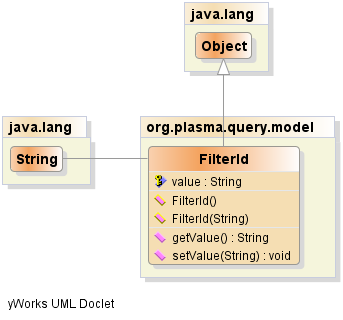 java.lang
Object
java.lang
String
org.plasma.query.model
FilterId
value : String
FilterId()
FilterId(String)
getValue() : String
setValue(String) : void
yWorks UML Doclet